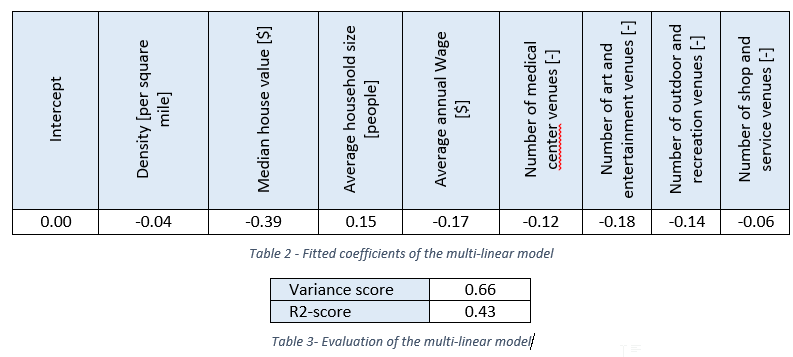 Intercept
Density [per square
mile]
Median house value [$]
Average household size
[people]
Average annual Wage
[$]
Number of medical
center venues [-]
Number of art and
entertainment venues [-]
Number of outdoor and
recreation venues [-]
Number of shop and
service venues [-]
0.00 -0.04 -0.39 0.15 -0.17 -0.12 -0.18 -0.14 -0.06
Table 2 - Fitted coefficients of the multi-linear model
Variance score 0.66
R2-score 0.43
Table 3- Evaluation of the multi-linear model